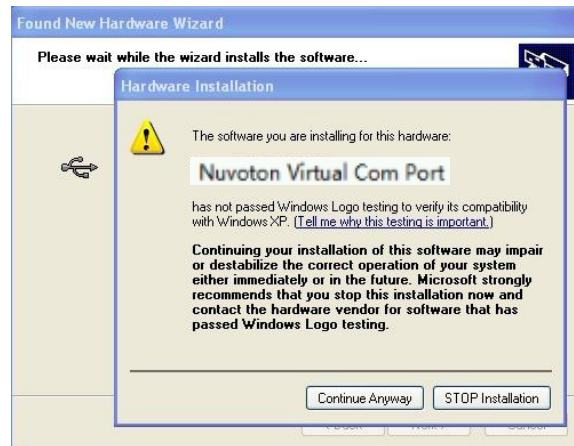 Found New Hardware Wizard
Please wait while the wizard installs the software...
Hardware Installation
The software you are installing for this hardware:
Nuvoton Virtual Com Port
has not passed Windows Logo testing to verify its compatibility
with Windows XP. (Tell me why this testing is important.)
Continuing your installation of this software may impair
or destabilize the correct operation of your system
either immediately or in the future. Microsoft strongly
recommends that you stop this installation now and
contact the hardware vendor for software that has
passed Windows Logo testing.
Continue Anyway
STOP Installation